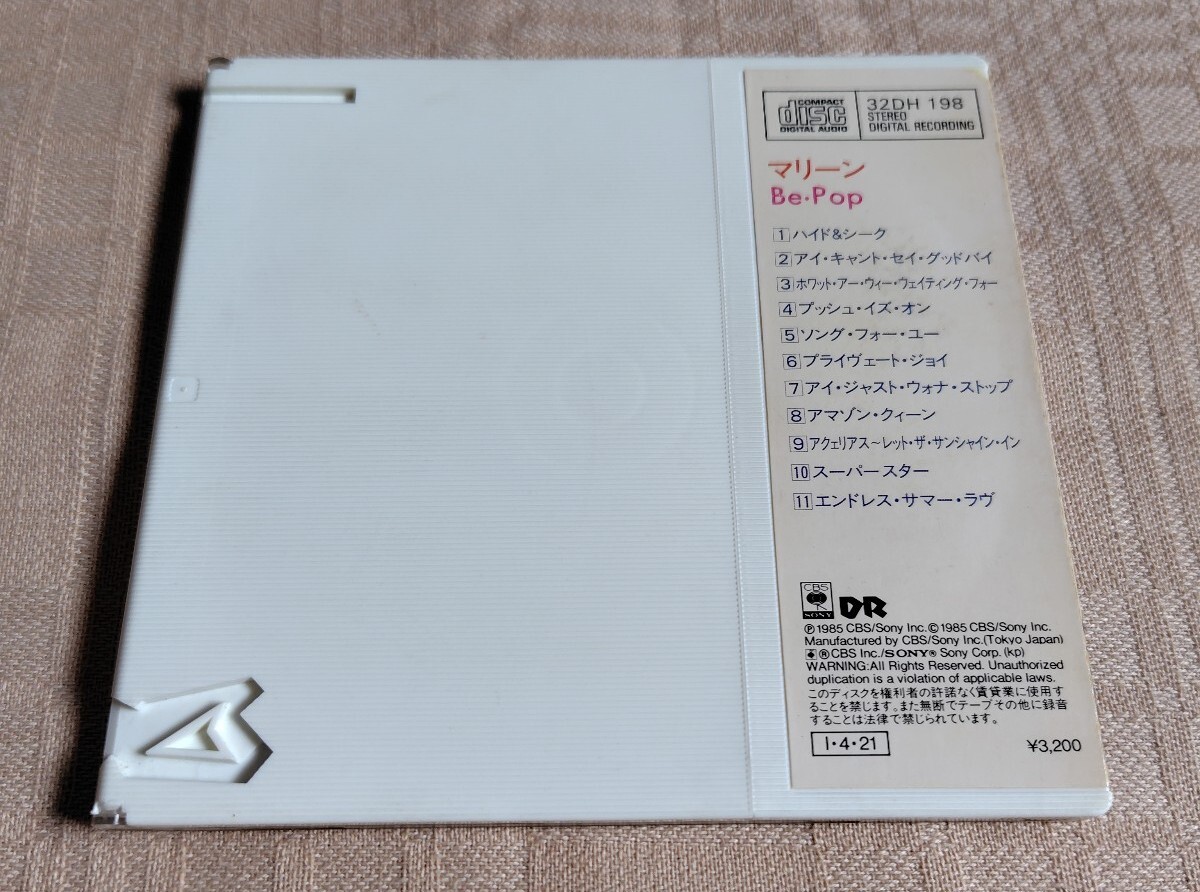 COMPACT
disc
DIGITAL AUDIO
32DH 198
STEREO
DIGITAL RECORDING
マリーン
Be・Pop
1 ハイド&シーク
2 アイ・キャント・セイ・グッドバイ
3 ホワット・アー・ウィー・ウェイティング・フォー
4 プッシュ・イズ・オン
5 ソング・フォー・ユー
6 プライヴェート・ジョイ
7 アイ・ジャスト・ウォナ・ストップ
8 アマゾン・クィーン
9 アクェリアス~レット・ザ・サンシャイン・イン
10 スーパースター
11 エンドレス・サマー・ラヴ
CBS
SONY
DR
Ⓟ1985 CBS/Sony Inc.©1985 CBS/Sony Inc.
Manufactured by CBS/Sony Inc.(Tokyo Japan)
®CBS Inc./SONY® Sony Corp. (kp)
WARNING:All Rights Reserved. Unauthorized
duplication is a violation of applicable laws.
このディスクを権利者の許諾なく賃貸業に使用す
ることを禁じます。また無断でテープその他に録音
することは法律で禁じられています。
I・4・21
¥3,200